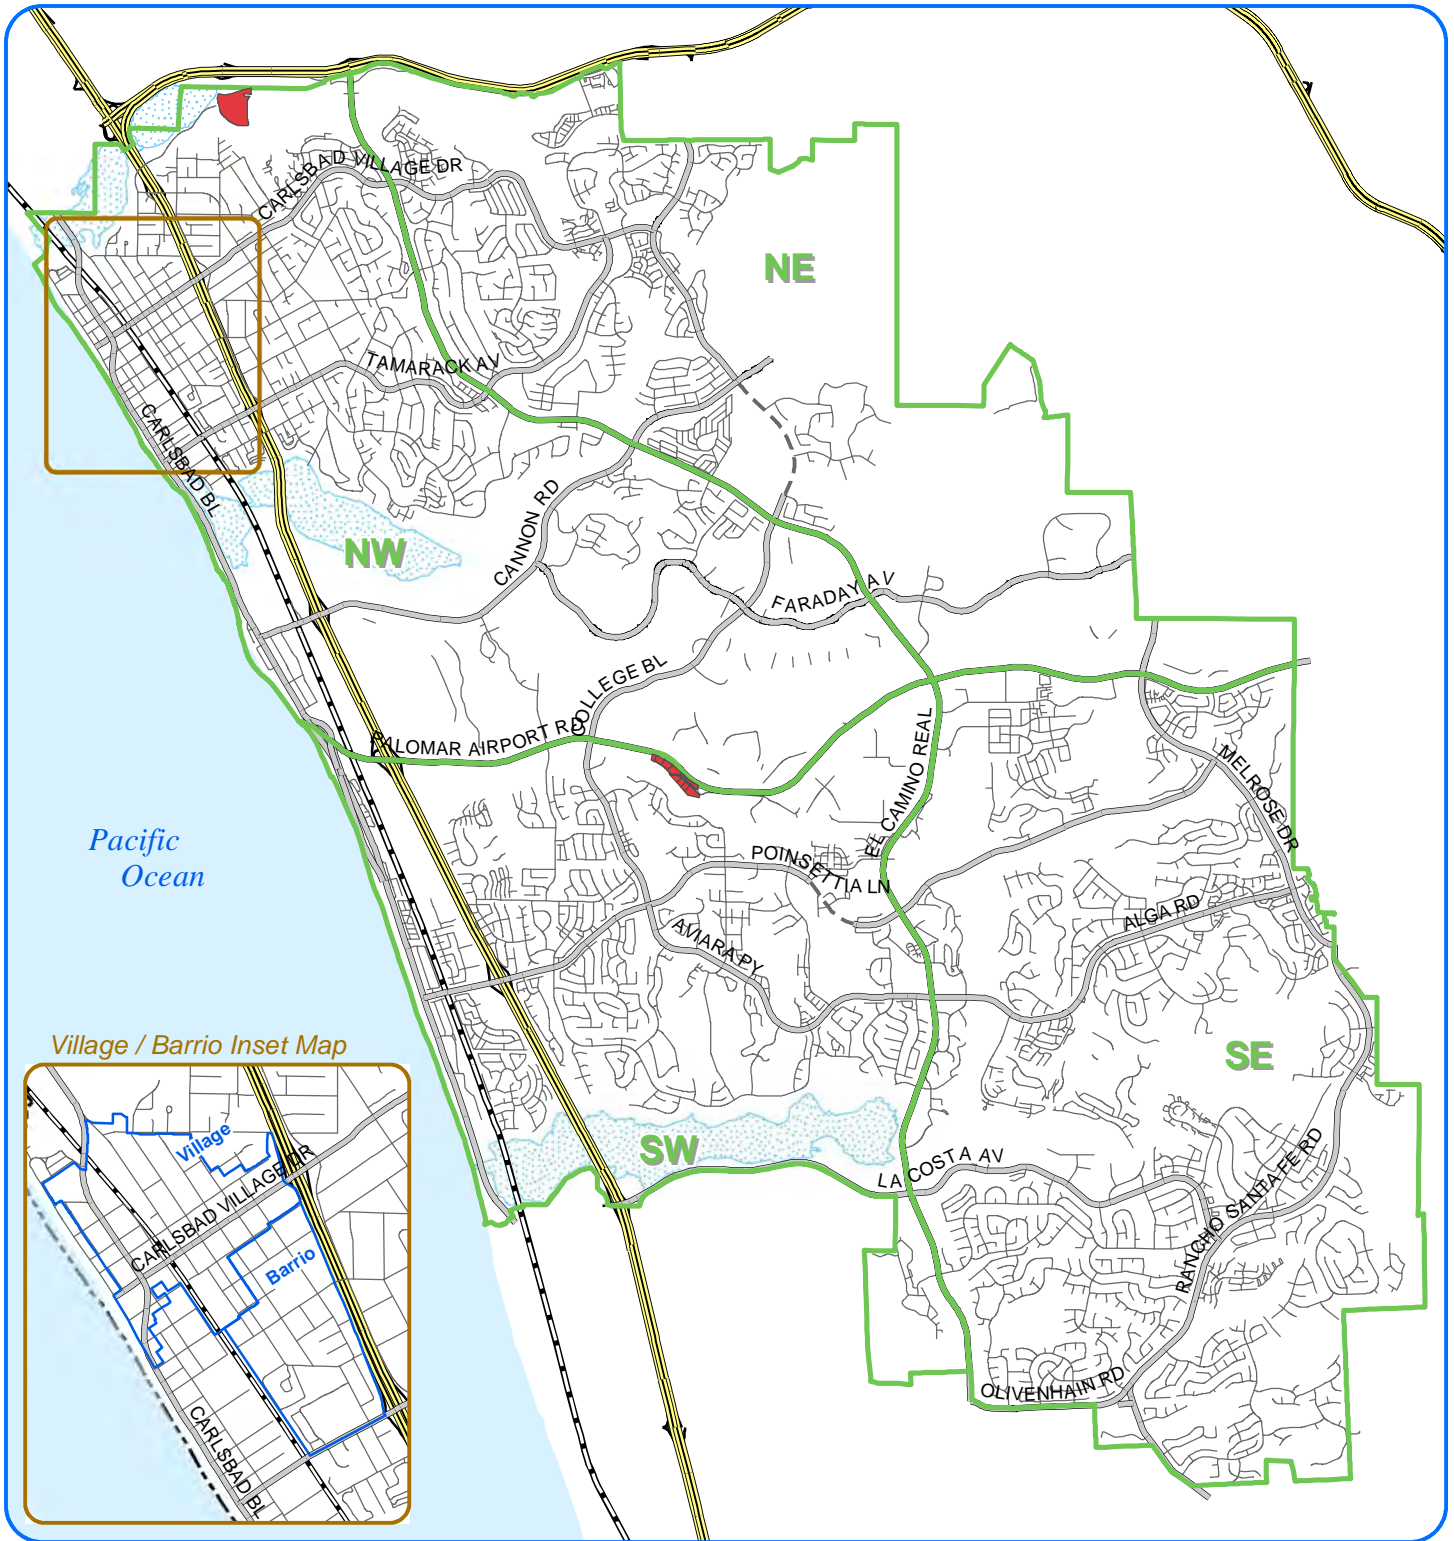 CARLSBAD VILLAGE DR
NE
TAMARACK AV
CARLSBAD BL
CANNON RD
NW
FARADAY AV
COLLEGE BL
PALOMAR AIRPORT RD
EL CAMINO REAL
MELROSE DR
Pacific
Ocean
POINSETTIA LN
ALGA RD
AVIARA PY
Village / Barrio Inset Map
SE
SW
LA COSTA AV
RANCHO SANTA FE RD
OLIVENHAIN RD
Village
CARLSBAD VILLAGE DR
Barrio
CARLSBAD BL